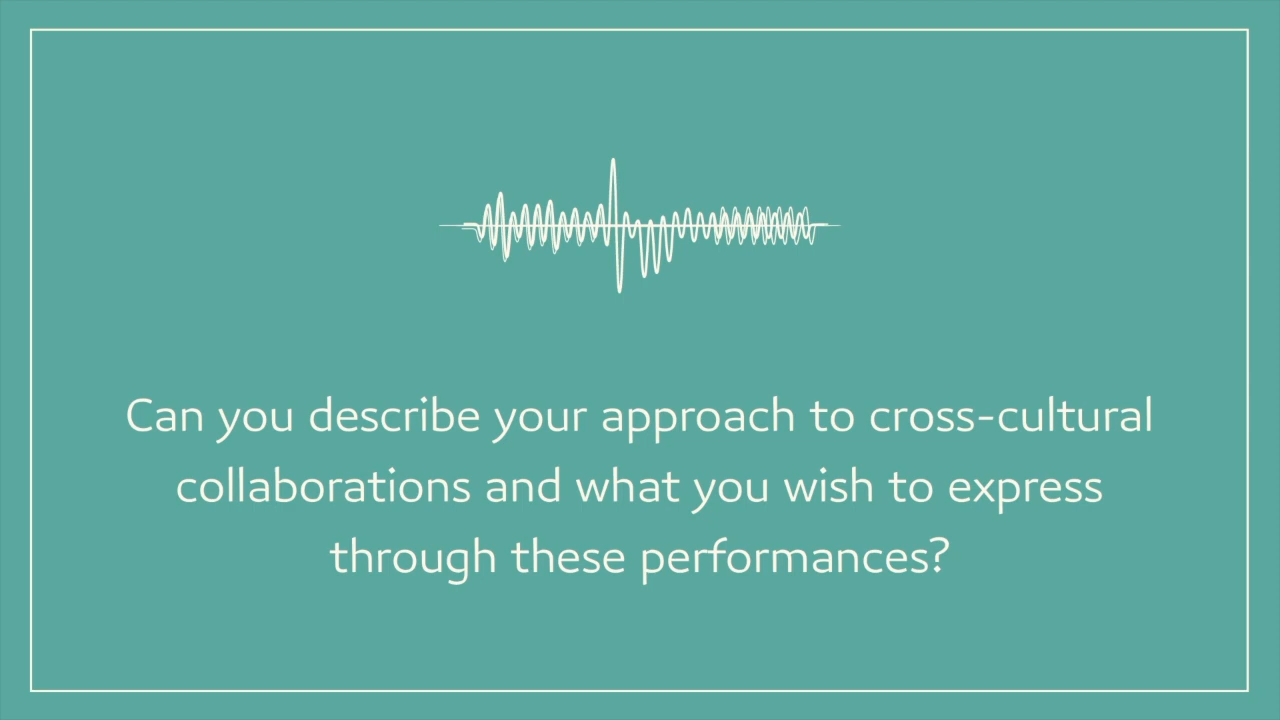 Can you describe your approach to cross-cultural
collaborations and what you wish to express
through these performances?